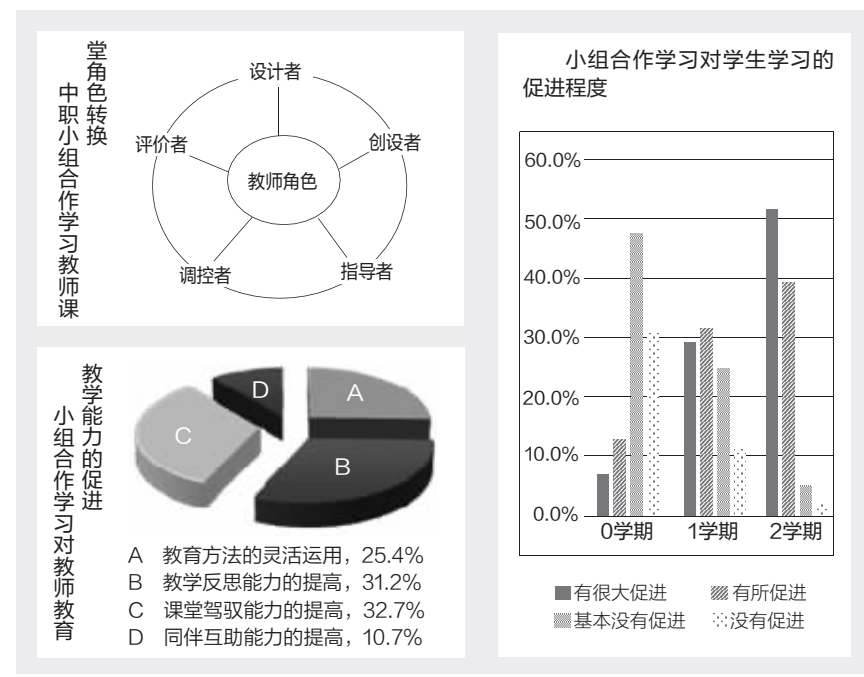 中职小组合作学习教师课
堂角色转换
设计者
评价者
创设者
教师角色
调控者
指导者
小组合作学习对教师教育
教学能力的促进
A
B
C
D
A 教育方法的灵活运用，25.4%
B 教学反思能力的提高，31.2%
C 课堂驾驭能力的提高，32.7%
D 同伴互助能力的提高，10.7%
小组合作学习对学生学习的
促进程度
60.0%
50.0%
40.0%
30.0%
20.0%
10.0%
0.0%
0学期 1学期 2学期
有很大促进 有所促进
基本没有促进 没有促进